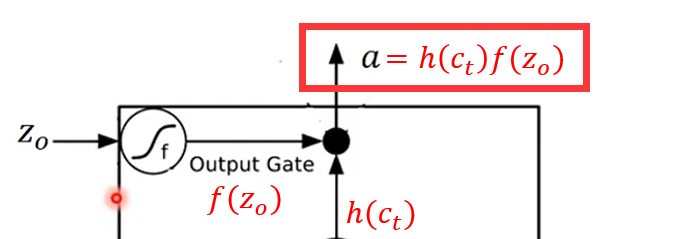 a = h(c_t)f(z_o)
z_o
f
Output Gate
f(z_o)
h(c_t)